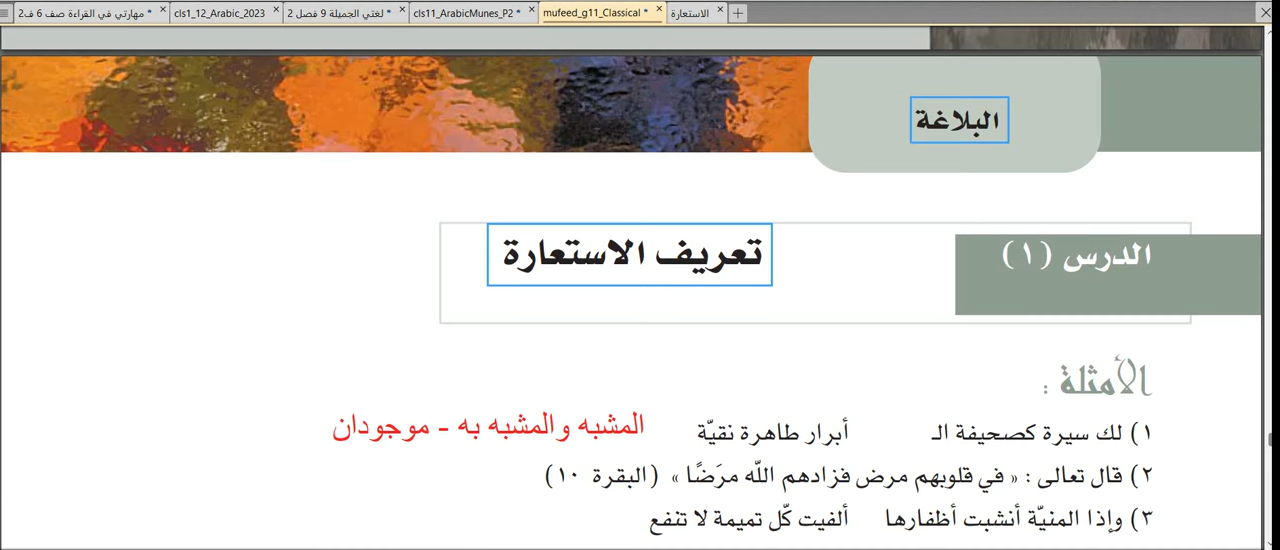 مهارتي في القراءة صف 6 ف2 *
cls1_12_Arabic_2023
لغتي الجميلة 9 فصل 2 *
cls11_ArabicMunes_P2 *
mufeed_g11_Classical *
الاستعارة
البلاغة
الدرس (١)
تعريف الاستعارة
الأمثلة :
١) لك سيرة كصحيفة الـ أبرار طاهرة نقيّة المشبه والمشبه به - موجودان
٢) قال تعالى : « في قلوبهم مرض فزادهم اللّه مرَضًا » (البقرة ١٠)
٣) وإذا المنيّة أنشبت أظفارها ألفيت كّل تميمة لا تنفع